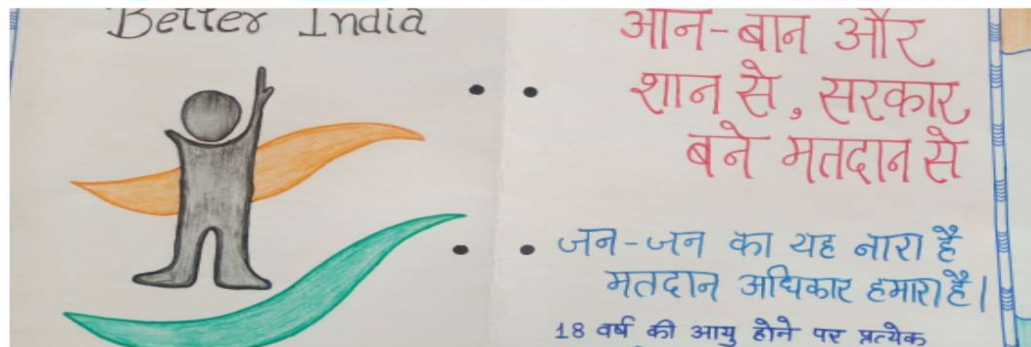 Better India
आन-बान और
शान से, सरकार
बने मतदान से
जन-जन का यह नारा है
मतदान अधिकार हमारा है।
18 वर्ष की आयु होने पर प्रत्येक